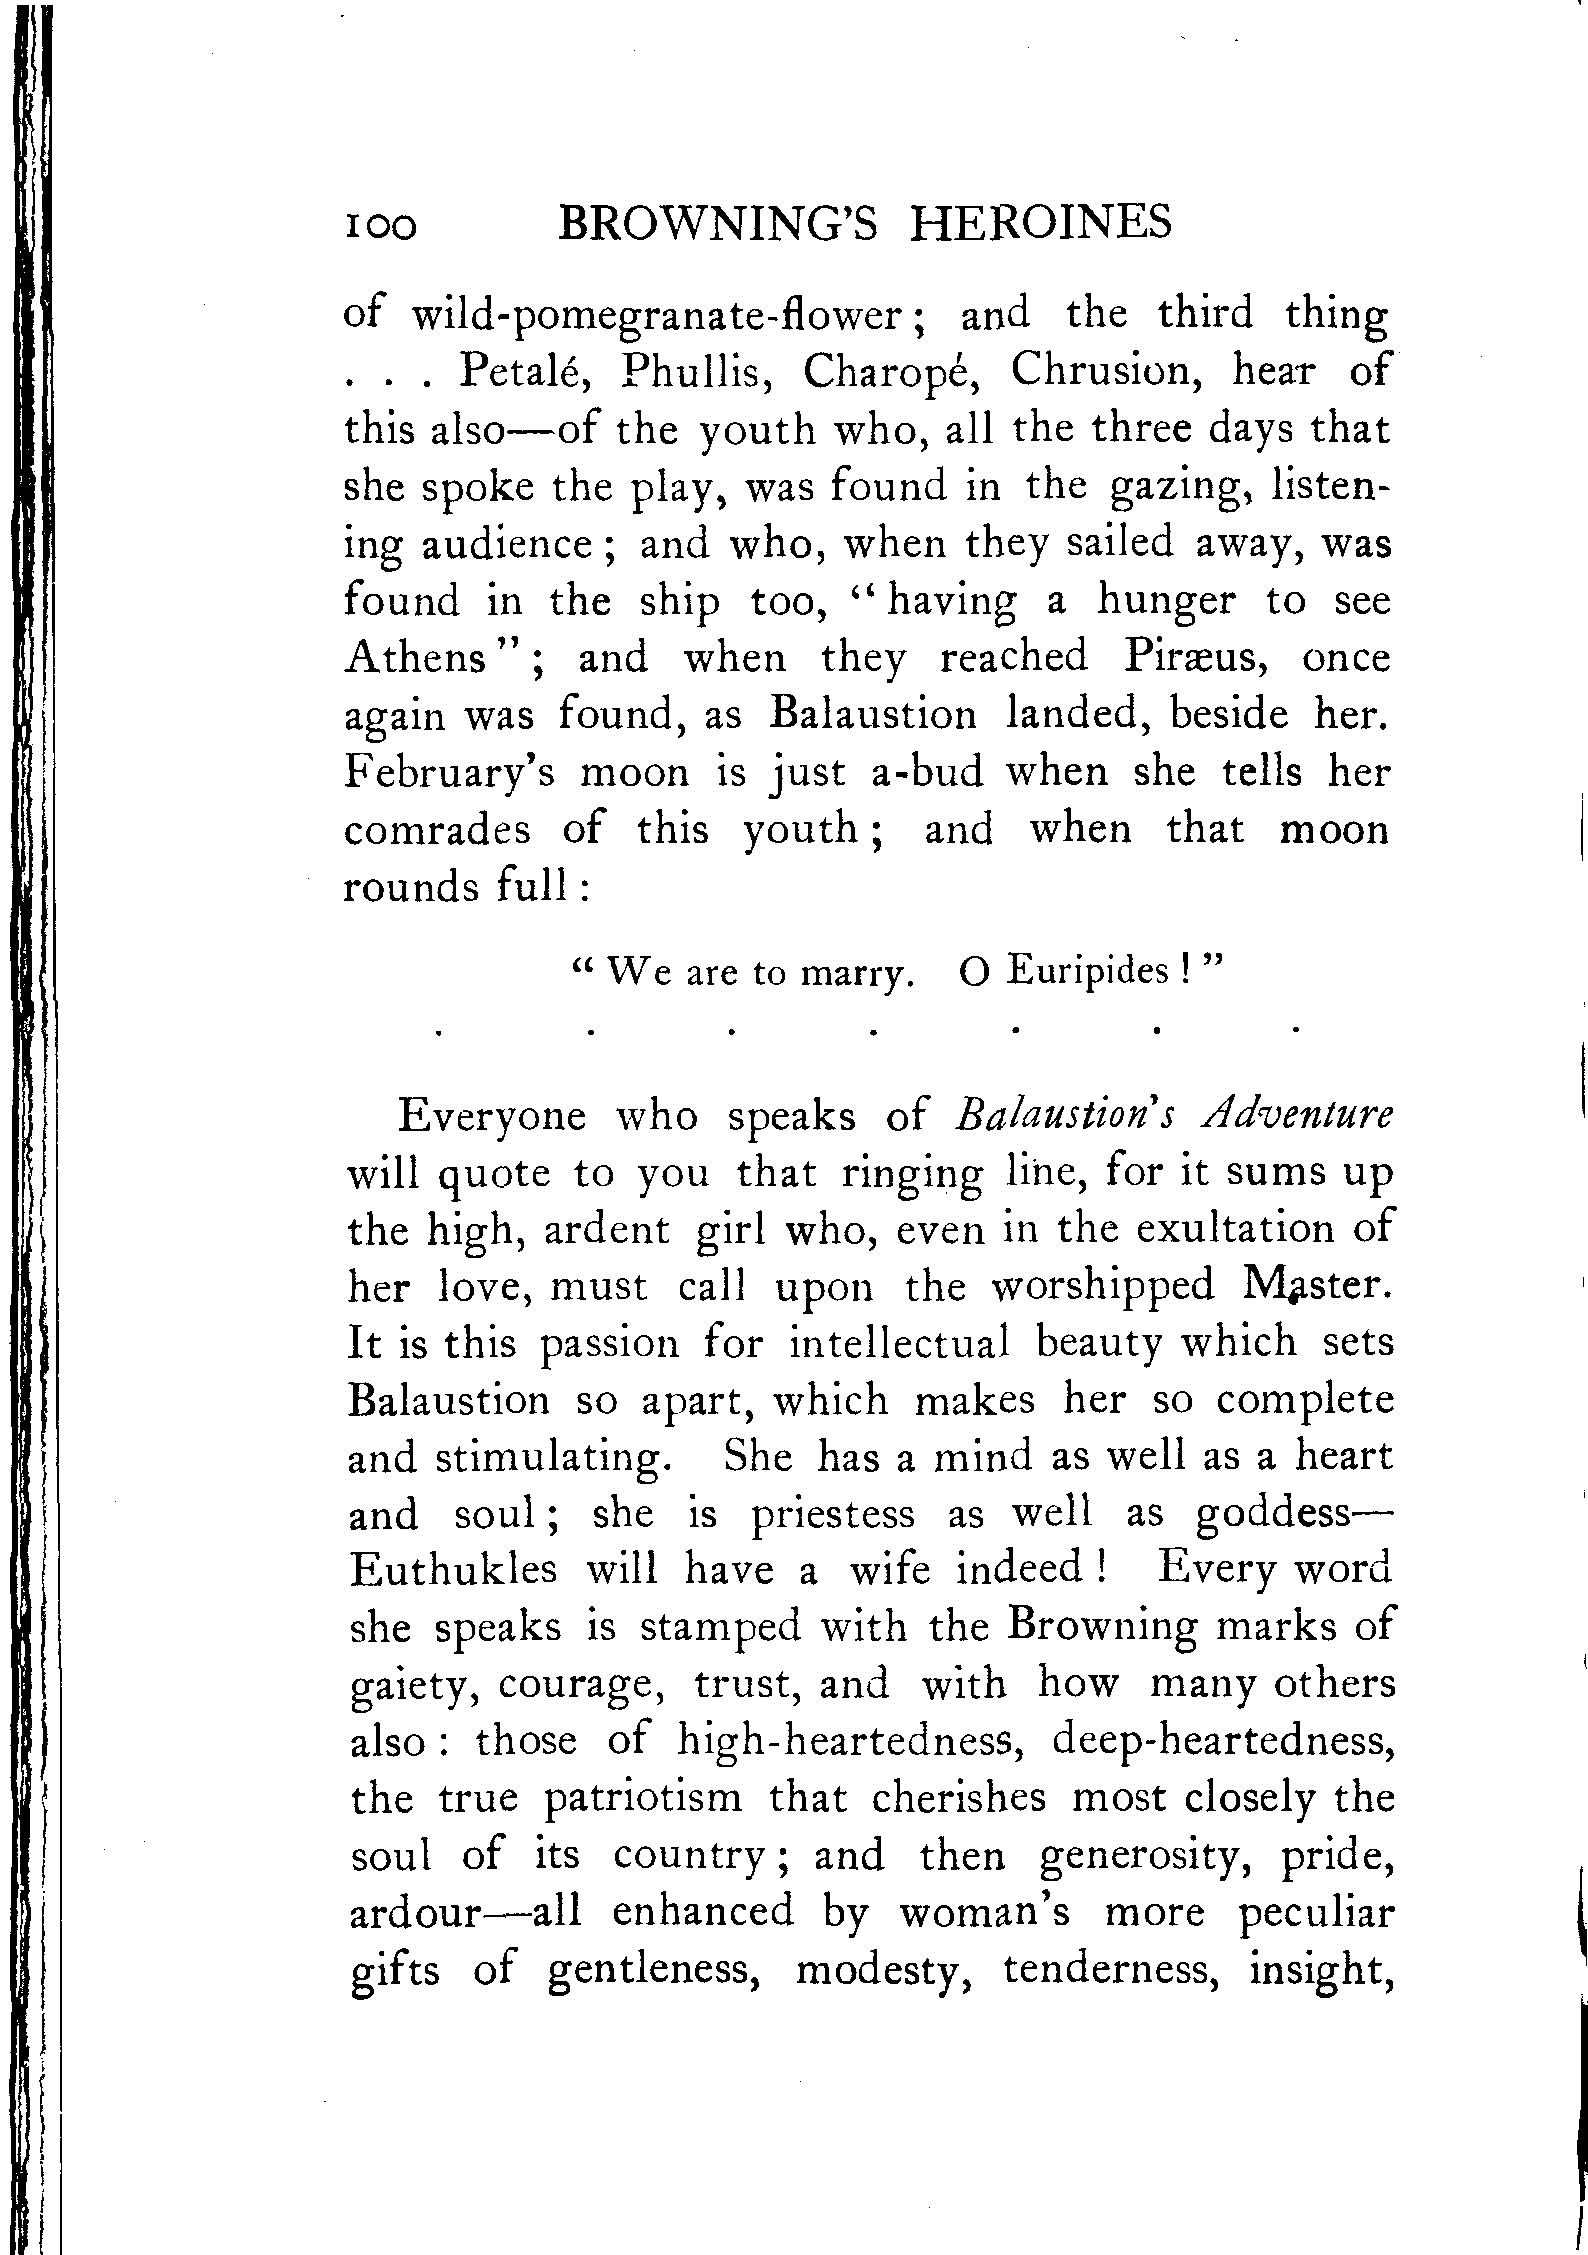 100 BROWNING'S HEROINES
of wild-pomegranate-flower; and the third thing
. . . Petalé, Phullis, Charopé, Chrusion, hear of
this also—of the youth who, all the three days that
she spoke the play, was found in the gazing, listen-
ing audience; and who, when they sailed away, was
found in the ship too, "having a hunger to see
Athens"; and when they reached Piræus, once
again was found, as Balaustion landed, beside her.
February's moon is just a-bud when she tells her
comrades of this youth; and when that moon
rounds full:
"We are to marry. O Euripides!"
. . . . . . .
Everyone who speaks of Balaustion's Adventure
will quote to you that ringing line, for it sums up
the high, ardent girl who, even in the exultation of
her love, must call upon the worshipped Master.
It is this passion for intellectual beauty which sets
Balaustion so apart, which makes her so complete
and stimulating. She has a mind as well as a heart
and soul; she is priestess as well as goddess—
Euthukles will have a wife indeed! Every word
she speaks is stamped with the Browning marks of
gaiety, courage, trust, and with how many others
also: those of high-heartedness, deep-heartedness,
the true patriotism that cherishes most closely the
soul of its country; and then generosity, pride,
ardour—all enhanced by woman's more peculiar
gifts of gentleness, modesty, tenderness, insight,